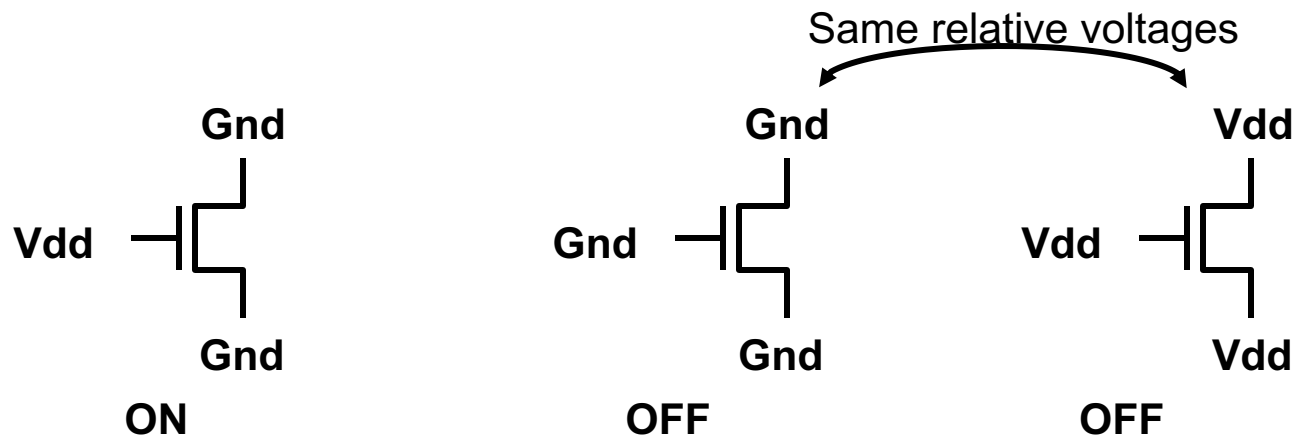 Same relative voltages
Gnd Gnd Vdd
Vdd Gnd Vdd
Gnd Gnd Vdd
ON OFF OFF